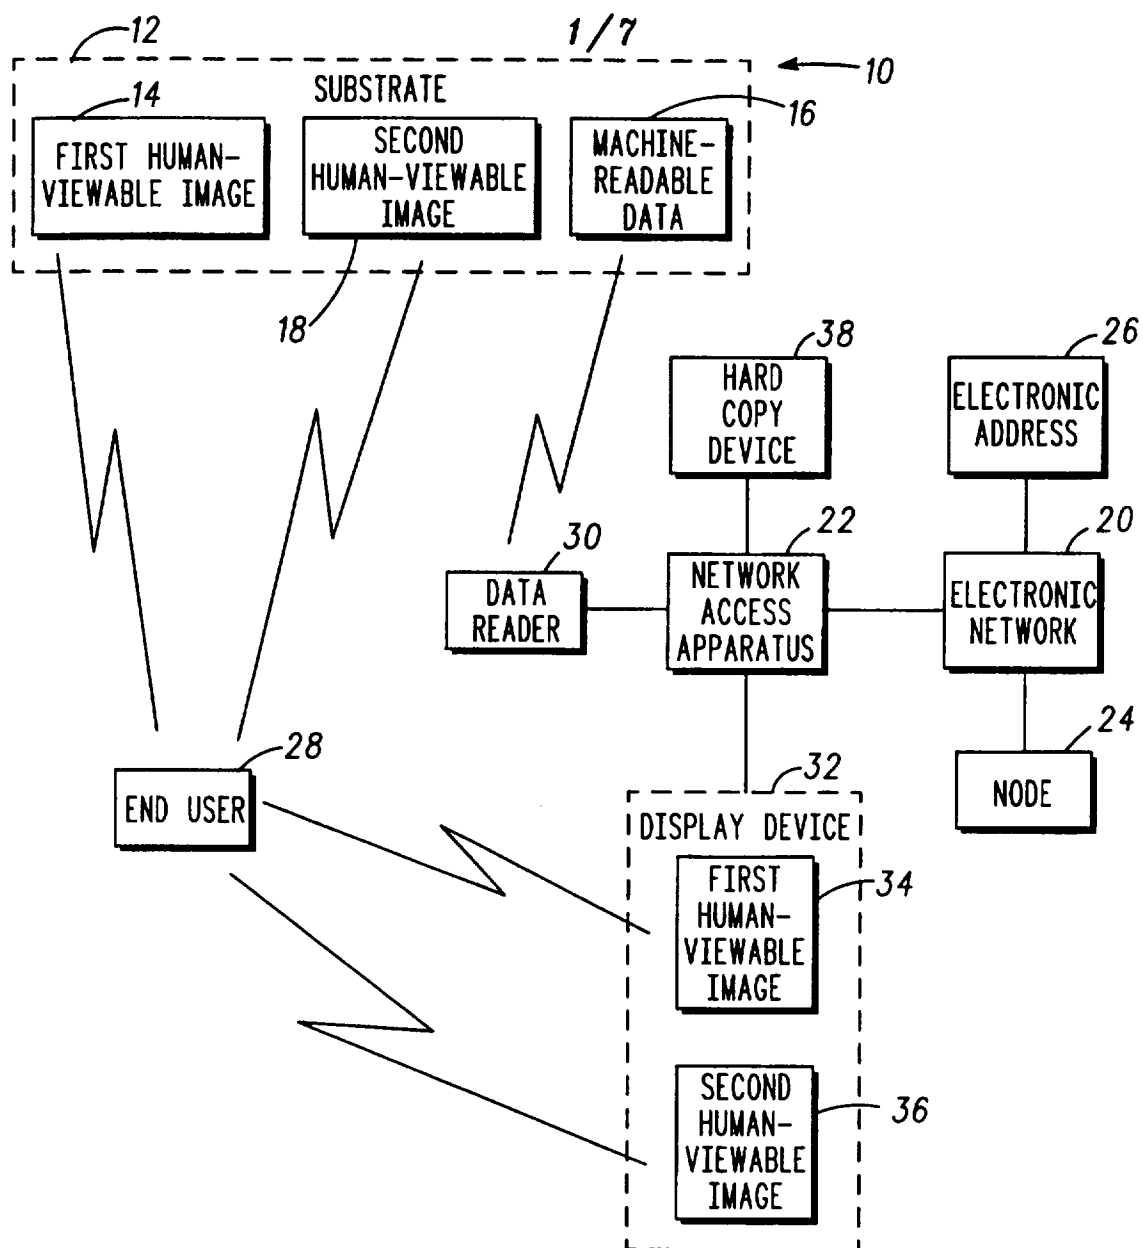 1/7
12
10
SUBSTRATE
14
16
FIRST HUMAN-
VIEWABLE IMAGE
SECOND
HUMAN-VIEWABLE
IMAGE
MACHINE-
READABLE
DATA
18
38
26
HARD
COPY
DEVICE
ELECTRONIC
ADDRESS
30
22
20
DATA
READER
NETWORK
ACCESS
APPARATUS
ELECTRONIC
NETWORK
28
24
END USER
32
NODE
DISPLAY DEVICE
FIRST
HUMAN-
VIEWABLE
IMAGE
34
SECOND
HUMAN-
VIEWABLE
IMAGE
36